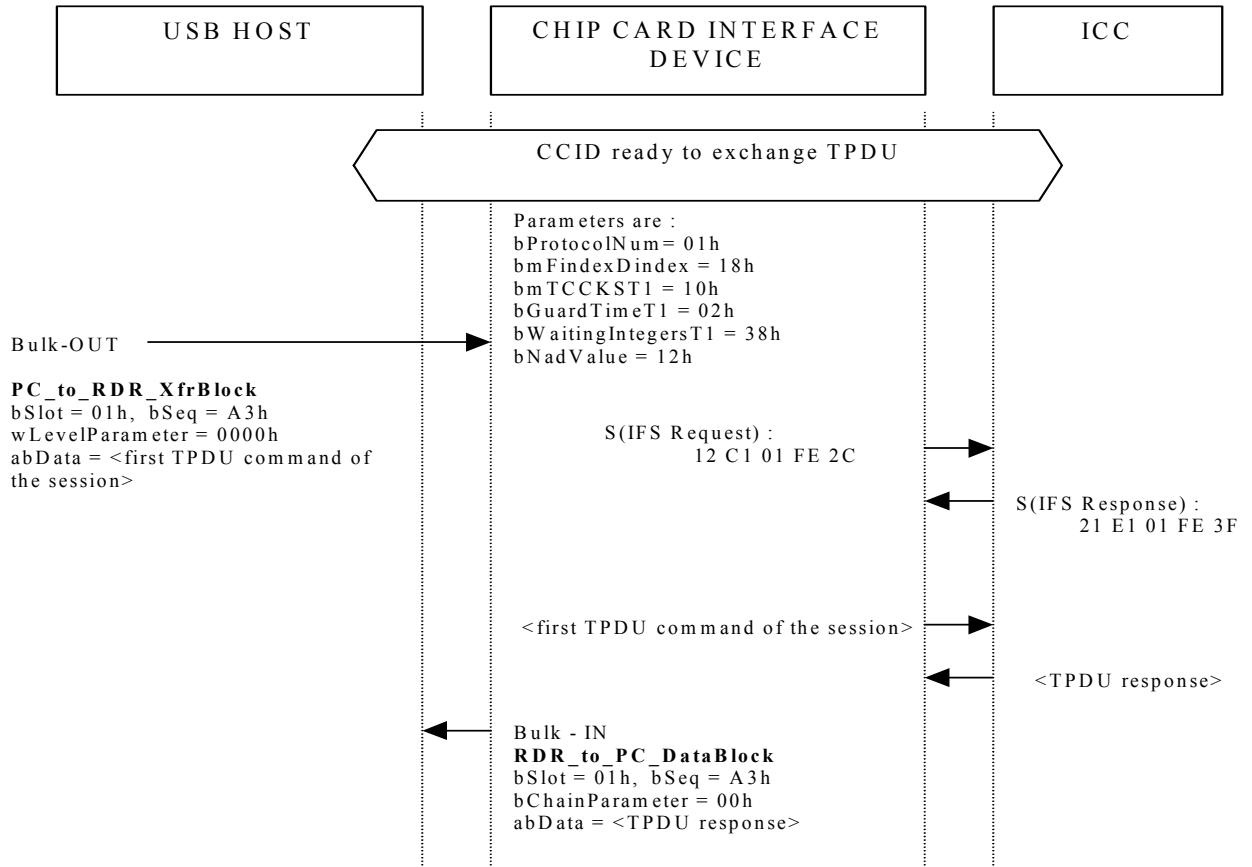 USB HOST
CHIP CARD INTERFACE
DEVICE
ICC
CCID ready to exchange TPDU
Parameters are :
bProtocolNum= 01h
bmFindexDindex = 18h
bmTCCKST1 = 10h
bGuardTimeT1 = 02h
bWaitingIntegersT1 = 38h
bNadValue = 12h
Bulk-OUT
PC_to_RDR_XfrBlock
bSlot = 01h, bSeq = A3h
wLevelParameter = 0000h
abData = <first TPDU command of
the session>
S(IFS Request) :
12 C1 01 FE 2C
S(IFS Response) :
21 E1 01 FE 3F
<first TPDU command of the session>
<TPDU response>
Bulk - IN
RDR_to_PC_DataBlock
bSlot = 01h, bSeq = A3h
bChainParameter = 00h
abData = <TPDU response>